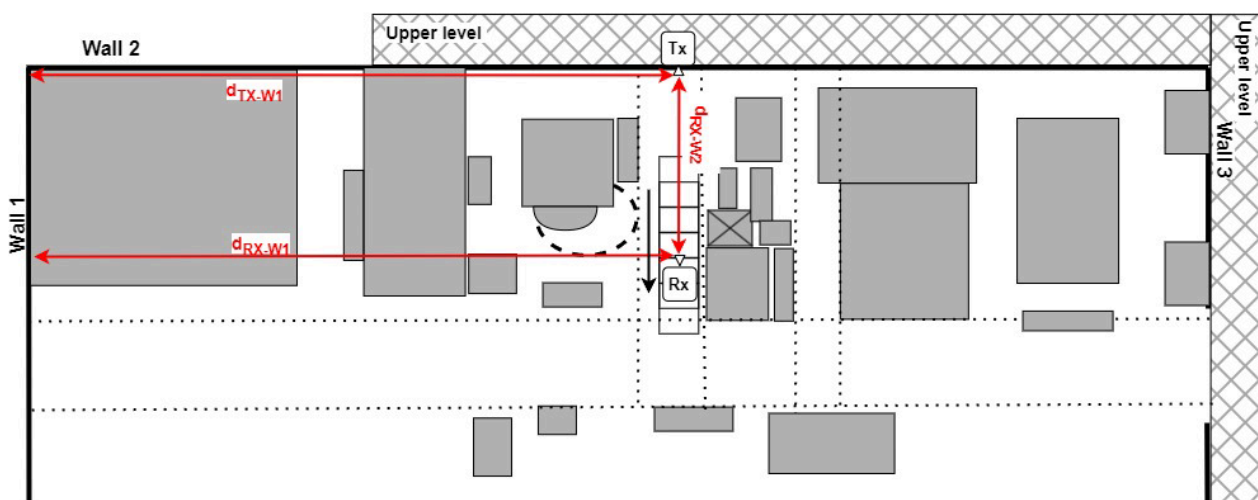 Upper level
Wall 2
Tx
Upper level
dTX-W1
dRX-W2
Wall 3
Wall 1
dRX-W1
Rx